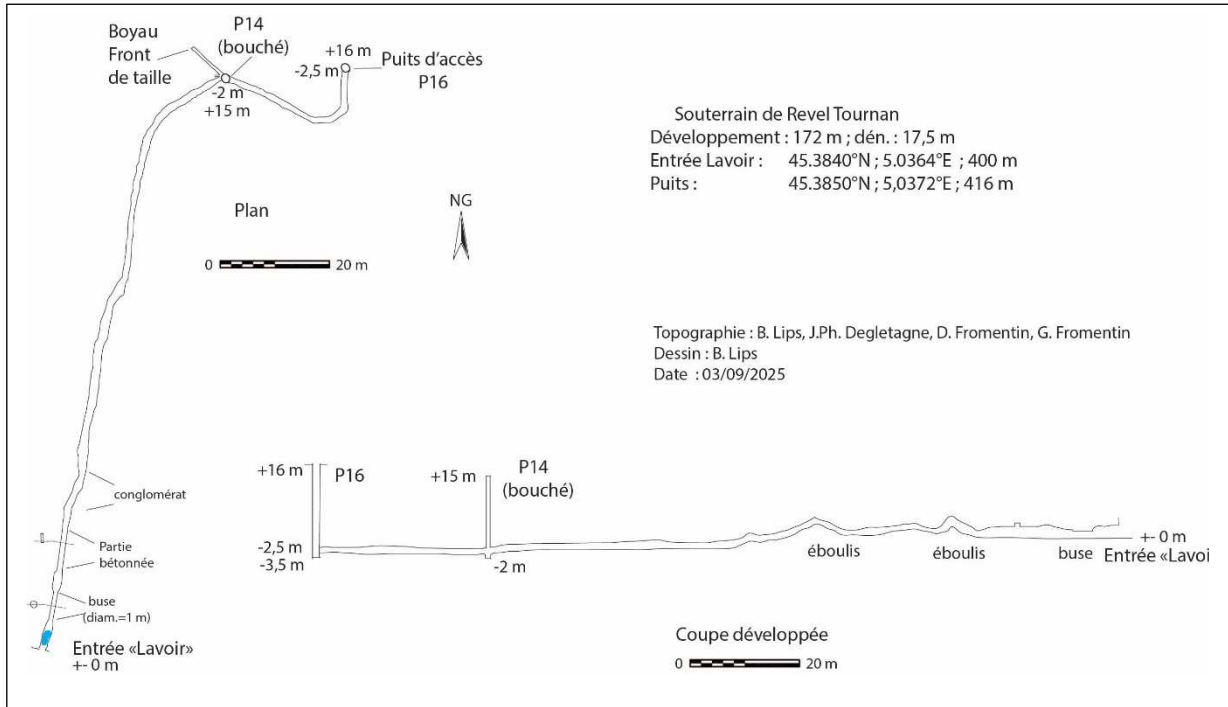 Boyau
Front
de taille
P14
(bouché)
+16 m
-2,5 m
Puits d'accès
P16
-2 m
+15 m
Souterrain de Revel Tournan
Développement : 172 m ; dén. : 17,5 m
Entrée Lavoir : 45.3840°N ; 5.0364°E ; 400 m
Puits : 45.3850°N ; 5,0372°E ; 416 m
Plan
NG
0 20 m
Topographie : B. Lips, J.Ph. Degletagne, D. Fromentin, G. Fromentin
Dessin : B. Lips
Date : 03/09/2025
conglomérat
Partie
bétonnée
buse
(diam.=1 m)
Entrée «Lavoir»
+- 0 m
+16 m
P16
+15 m
P14
(bouché)
-2,5 m
-3,5 m
-2 m
éboulis
éboulis
buse
+- 0 m
Entrée «Lavoi
Coupe développée
0 20 m